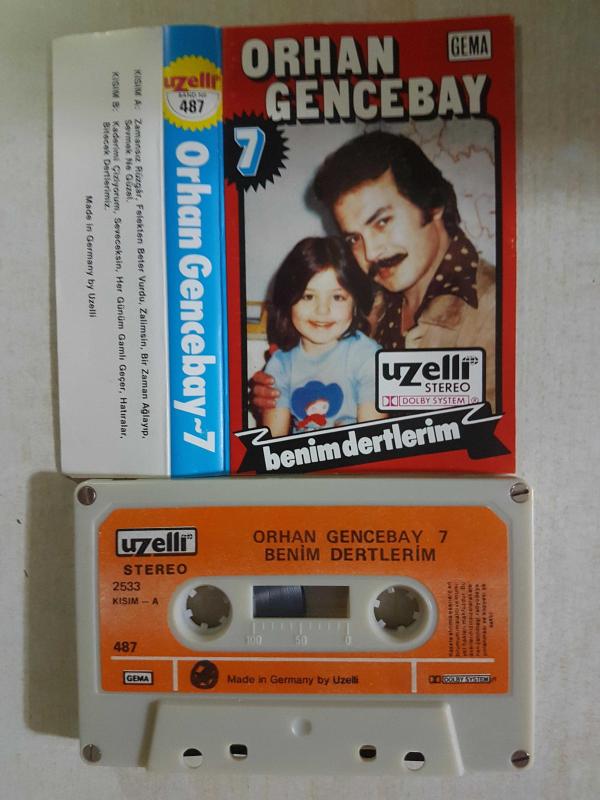 ORHAN
GENCEBAY
GEMA
7
uzelli
STEREO
DOLBY SYSTEM
benim dertlerim
uzelli
BAND NO
487
Orhan Gencebay~7
KISIM A: Zamansız Rüzgâr, Felekten Beter Vurdu, Zalimsin, Bir Zaman Ağlayıp,
Sevmek Ne Güzel.
KISIM B: Kaderimi Çiziyorum, Seveceksin, Her Günüm Gamlı Geçer, Hatıralar,
Bitecek Dertlerimiz.
Made in Germany by Uzelli
uzelli
STEREO
2533
KISIM – A
487
ORHAN GENCEBAY 7
BENİM DERTLERİM
100 50 0
GEMA
Made in Germany by Uzelli
DOLBY SYSTEM